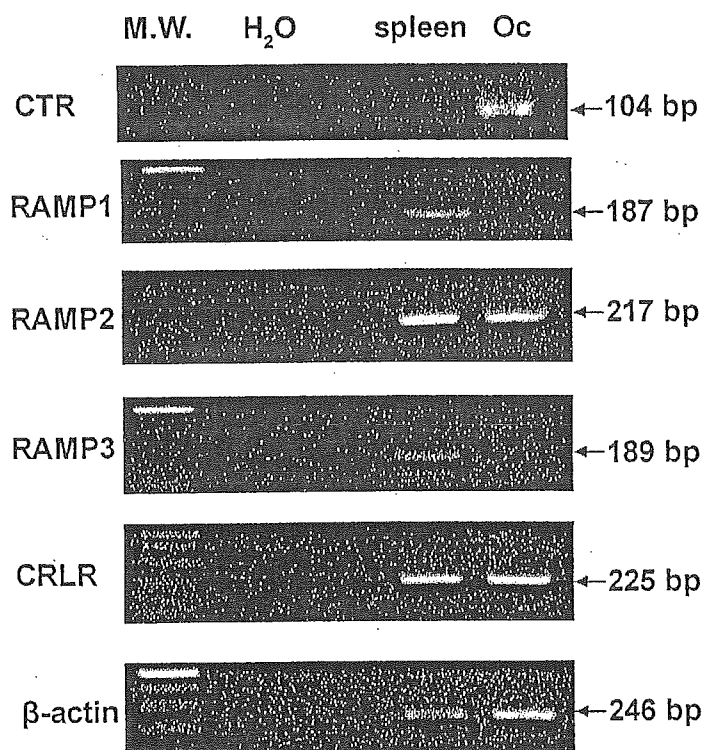 M.W. H₂O spleen Oc
CTR ←104 bp
RAMP1 ←187 bp
RAMP2 ←217 bp
RAMP3 ←189 bp
CRLR ←225 bp
β-actin ←246 bp